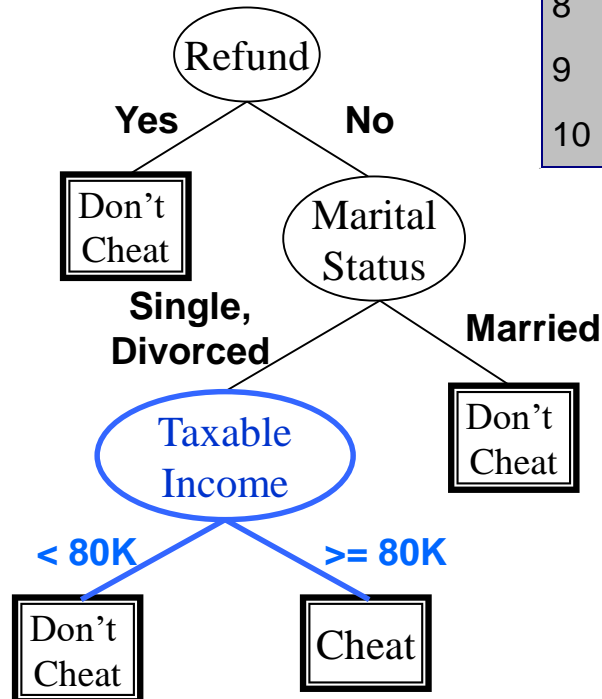 8
9
10
Refund
Yes
No
Don't
Cheat
Marital
Status
Single,
Divorced
Married
Taxable
Income
Don't
Cheat
< 80K
>= 80K
Don't
Cheat
Cheat